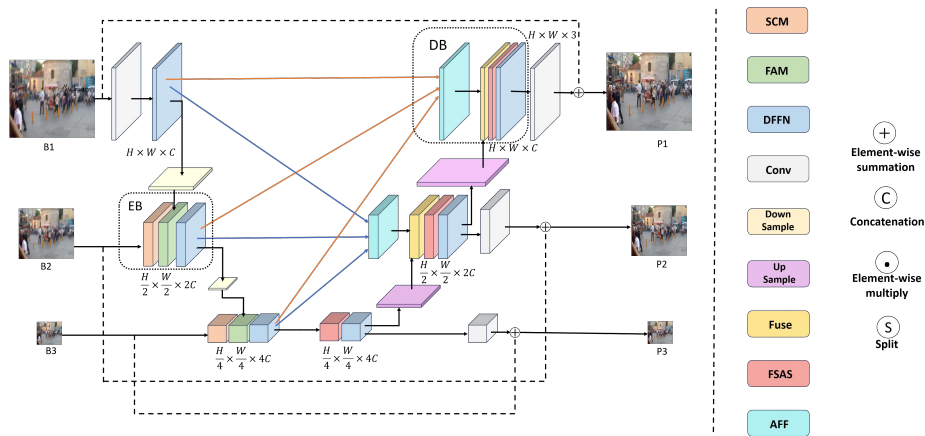 DB
H × W × 3
B1
H × W × C
H × W × C
P1
EB
B2
H/2 × W/2 × 2C
H/2 × W/2 × 2C
P2
B3
H/4 × W/4 × 4C
H/4 × W/4 × 4C
P3
SCM
FAM
DFFN
Conv
Down
Sample
Up
Sample
Fuse
FSAS
AFF
+
Element-wise
summation
C
Concatenation
Element-wise
multiply
S
Split